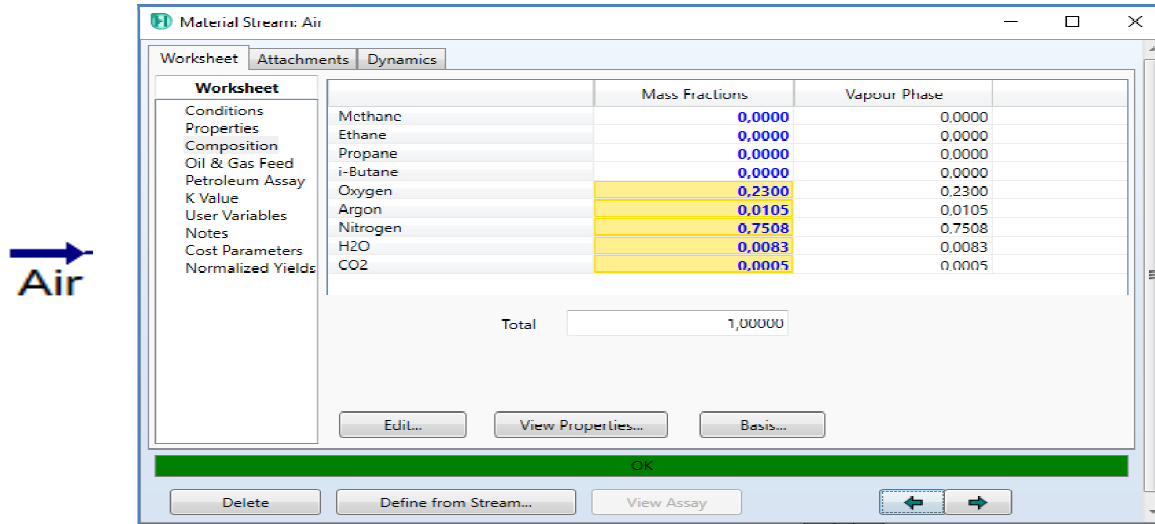 Material Stream: Air
Worksheet Attachments Dynamics
Worksheet
Conditions
Properties
Composition
Oil & Gas Feed
Petroleum Assay
K Value
User Variables
Notes
Cost Parameters
Normalized Yields
Mass Fractions Vapour Phase
Methane 0,0000 0,0000
Ethane 0,0000 0,0000
Propane 0,0000 0,0000
i-Butane 0,0000 0,0000
Oxygen 0,2300 0,2300
Argon 0,0105 0,0105
Nitrogen 0,7508 0,7508
H2O 0,0083 0,0083
CO2 0,0005 0,0005
Total 1,00000
Edit... View Properties... Basis...
OK
Delete Define from Stream... View Assay
Air